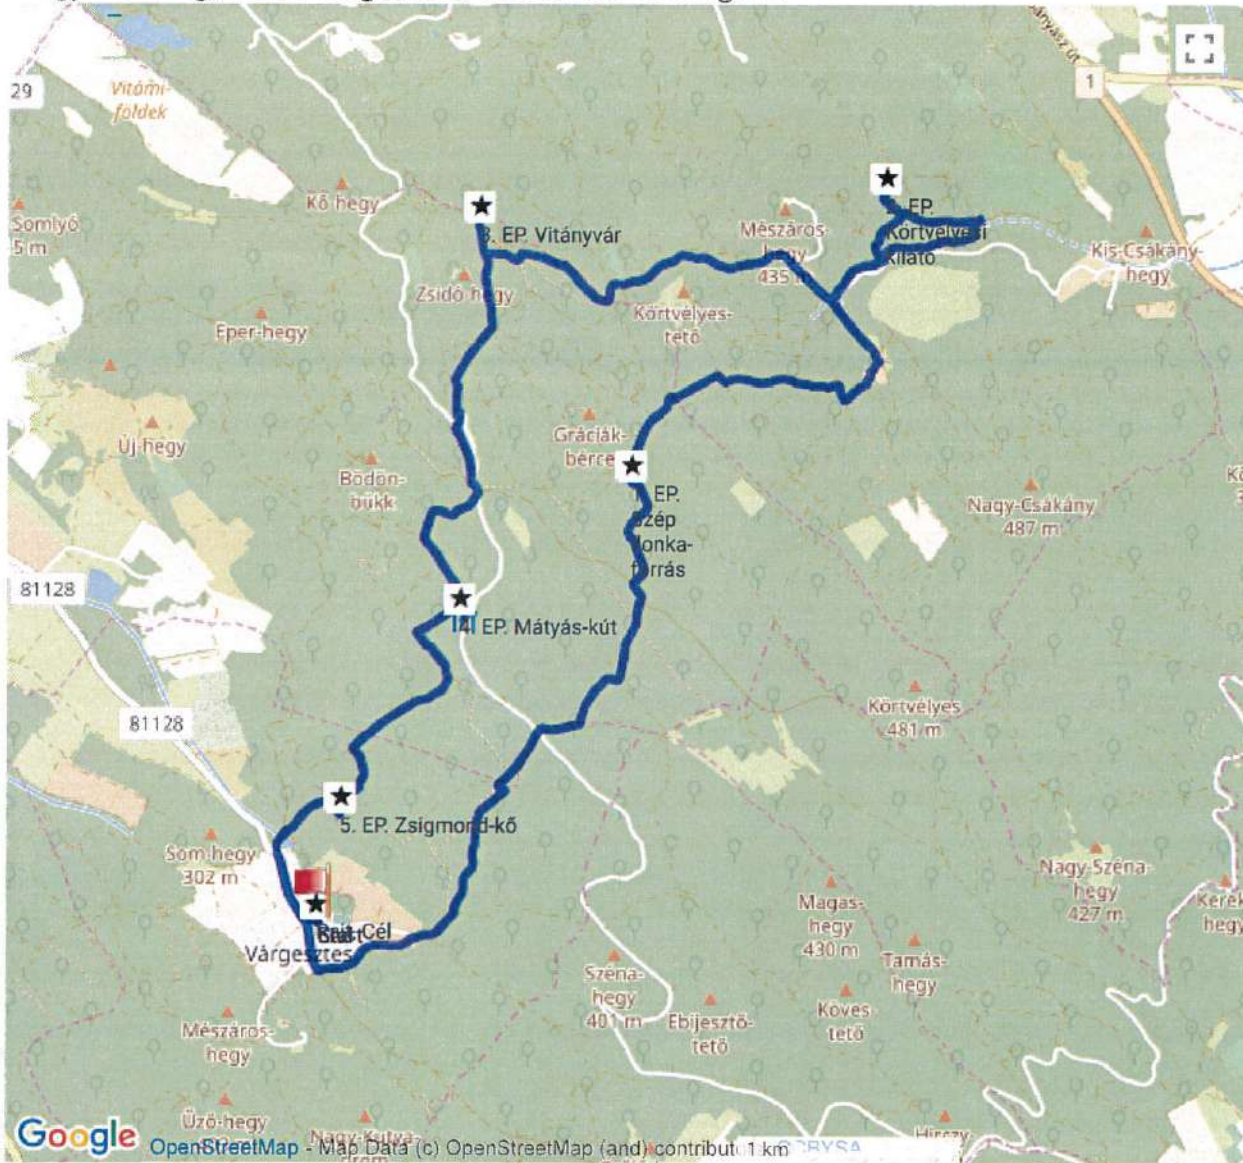 29
Vitámi-
földek
ányász út
1
Kő hegy
Somlyó
5 m
3. EP. Vitányvár
Mészáros-
hegy
435 m
EP.
Körtvélyesi
kilátó
Kis-Csákány-
hegy
Zsidó hegy
Körtvélyes-
tető
Eper-hegy
Új-hegy
Gráciák-
bérce
Bödön-
bükk
EP.
Szép
Ilonka-
forrás
Nagy-Csákány
487 m
81128
4. EP. Mátyás-kút
81128
Körtvélyes
481 m
5. EP. Zsigmond-kő
Som-hegy
302 m
Rajt-Cél
Várgesztes
Nagy-Széna-
hegy
427 m
Magas-
hegy
430 m
Tamás-
hegy
Széna-
hegy
401 m
Ebijesztő-
tető
Köves-
tető
Mészáros-
hegy
Üző-hegy
Google
OpenStreetMap - Map Data (c) OpenStreetMap (and) contribut
1 km